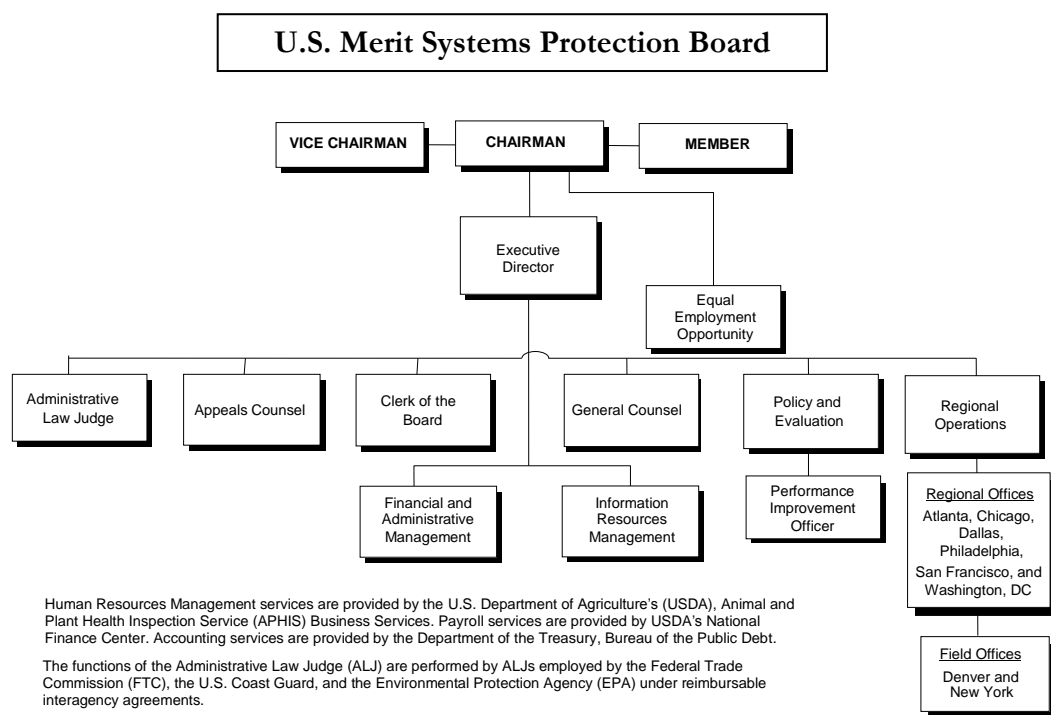 U.S. Merit Systems Protection Board
VICE CHAIRMAN
CHAIRMAN
MEMBER
Executive
Director
Equal
Employment
Opportunity
Administrative
Law Judge
Appeals Counsel
Clerk of the
Board
General Counsel
Policy and
Evaluation
Regional
Operations
Financial and
Administrative
Management
Information
Resources
Management
Performance
Improvement
Officer
Regional Offices
Atlanta, Chicago,
Dallas,
Philadelphia,
San Francisco, and
Washington, DC
Field Offices
Denver and
New York
Human Resources Management services are provided by the U.S. Department of Agriculture's (USDA), Animal and
Plant Health Inspection Service (APHIS) Business Services. Payroll services are provided by USDA's National
Finance Center. Accounting services are provided by the Department of the Treasury, Bureau of the Public Debt.
The functions of the Administrative Law Judge (ALJ) are performed by ALJs employed by the Federal Trade
Commission (FTC), the U.S. Coast Guard, and the Environmental Protection Agency (EPA) under reimbursable
interagency agreements.